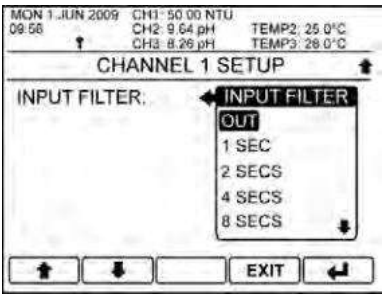 MON 1 JUN 2009 CH1: 50.00 NTU
09:56 CH2: 9.64 pH TEMP2: 25.0°C
CH3: 8.26 pH TEMP3: 26.0°C
CHANNEL 1 SETUP
INPUT FILTER: INPUT FILTER
OUT
1 SEC
2 SECS
4 SECS
8 SECS
EXIT